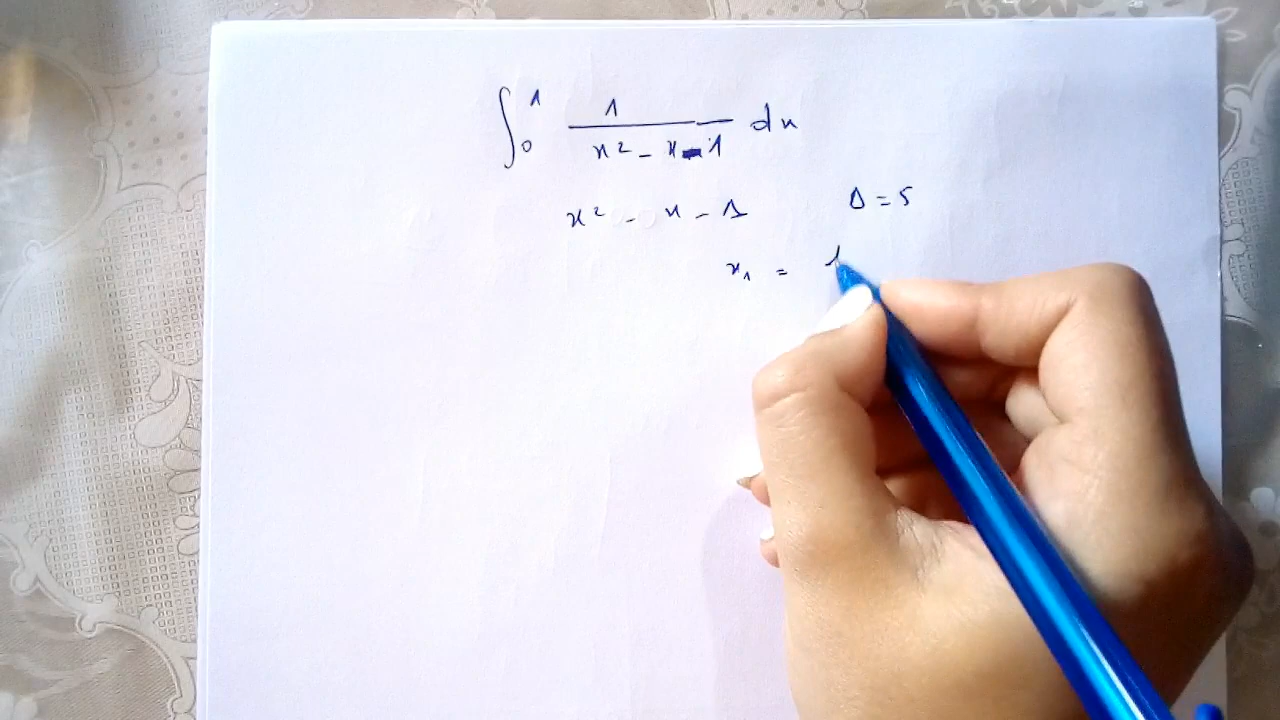 ∫₀¹ 1/(x² - x - 1) dx
x² - x - 1    Δ = 5
x₁ = 1